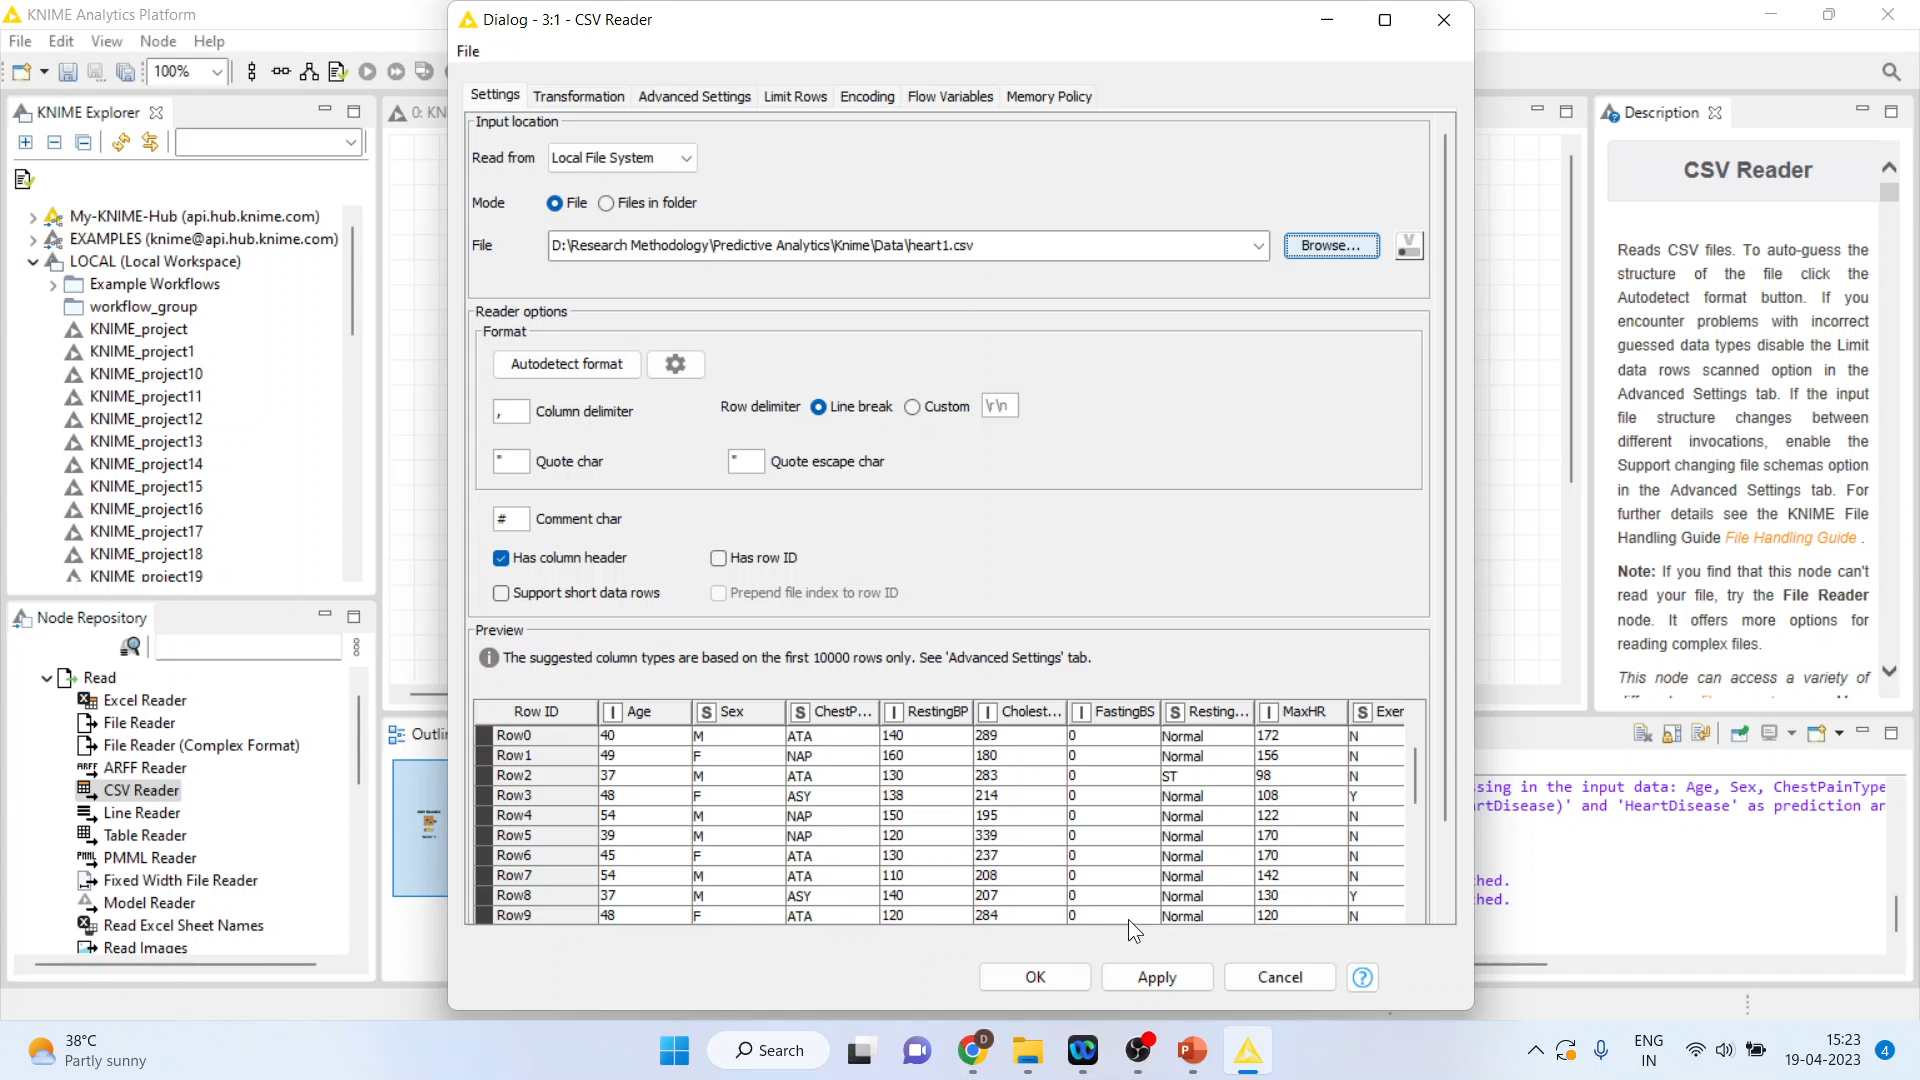 KNIME Analytics Platform
File Edit View Node Help
100%
KNIME Explorer
My-KNIME-Hub (api.hub.knime.com)
EXAMPLES (knime@api.hub.knime.com)
LOCAL (Local Workspace)
Example Workflows
workflow_group
KNIME_project
KNIME_project1
KNIME_project10
KNIME_project11
KNIME_project12
KNIME_project13
KNIME_project14
KNIME_project15
KNIME_project16
KNIME_project17
KNIME_project18
KNIME_project19
Node Repository
Read
Excel Reader
File Reader
File Reader (Complex Format)
ARFF Reader
CSV Reader
Line Reader
Table Reader
PMML Reader
Fixed Width File Reader
Model Reader
Read Excel Sheet Names
Read Images
0: KN
Outli
Dialog - 3:1 - CSV Reader
File
Settings Transformation Advanced Settings Limit Rows Encoding Flow Variables Memory Policy
Input location
Read from Local File System
Mode File Files in folder
File D:\Research Methodology\Predictive Analytics\Knime\Data\heart1.csv Browse... V
Reader options
Format
Autodetect format
, Column delimiter Row delimiter Line break Custom \r\n
" Quote char " Quote escape char
# Comment char
Has column header Has row ID
Support short data rows Prepend file index to row ID
Preview
The suggested column types are based on the first 10000 rows only. See 'Advanced Settings' tab.
Row ID I Age S Sex S ChestP... I RestingBP I Cholest... I FastingBS S Resting... I MaxHR S Exer
Row0 40 M ATA 140 289 0 Normal 172 N
Row1 49 F NAP 160 180 0 Normal 156 N
Row2 37 M ATA 130 283 0 ST 98 N
Row3 48 F ASY 138 214 0 Normal 108 Y
Row4 54 M NAP 150 195 0 Normal 122 N
Row5 39 M NAP 120 339 0 Normal 170 N
Row6 45 F ATA 130 237 0 Normal 170 N
Row7 54 M ATA 110 208 0 Normal 142 N
Row8 37 M ASY 140 207 0 Normal 130 Y
Row9 48 F ATA 120 284 0 Normal 120 N
OK Apply Cancel ?
Description
CSV Reader
Reads CSV files. To auto-guess the
structure of the file click the
Autodetect format button. If you
encounter problems with incorrect
guessed data types disable the Limit
data rows scanned option in the
Advanced Settings tab. If the input
file structure changes between
different invocations, enable the
Support changing file schemas option
in the Advanced Settings tab. For
further details see the KNIME File
Handling Guide File Handling Guide .
Note: If you find that this node can't
read your file, try the File Reader
node. It offers more options for
reading complex files.
This node can access a variety of
sing in the input data: Age, Sex, ChestPainType
rtDisease)' and 'HeartDisease' as prediction an
hed.
hed.
38°C
Partly sunny
Search
D
ENG
IN
15:23
19-04-2023
4